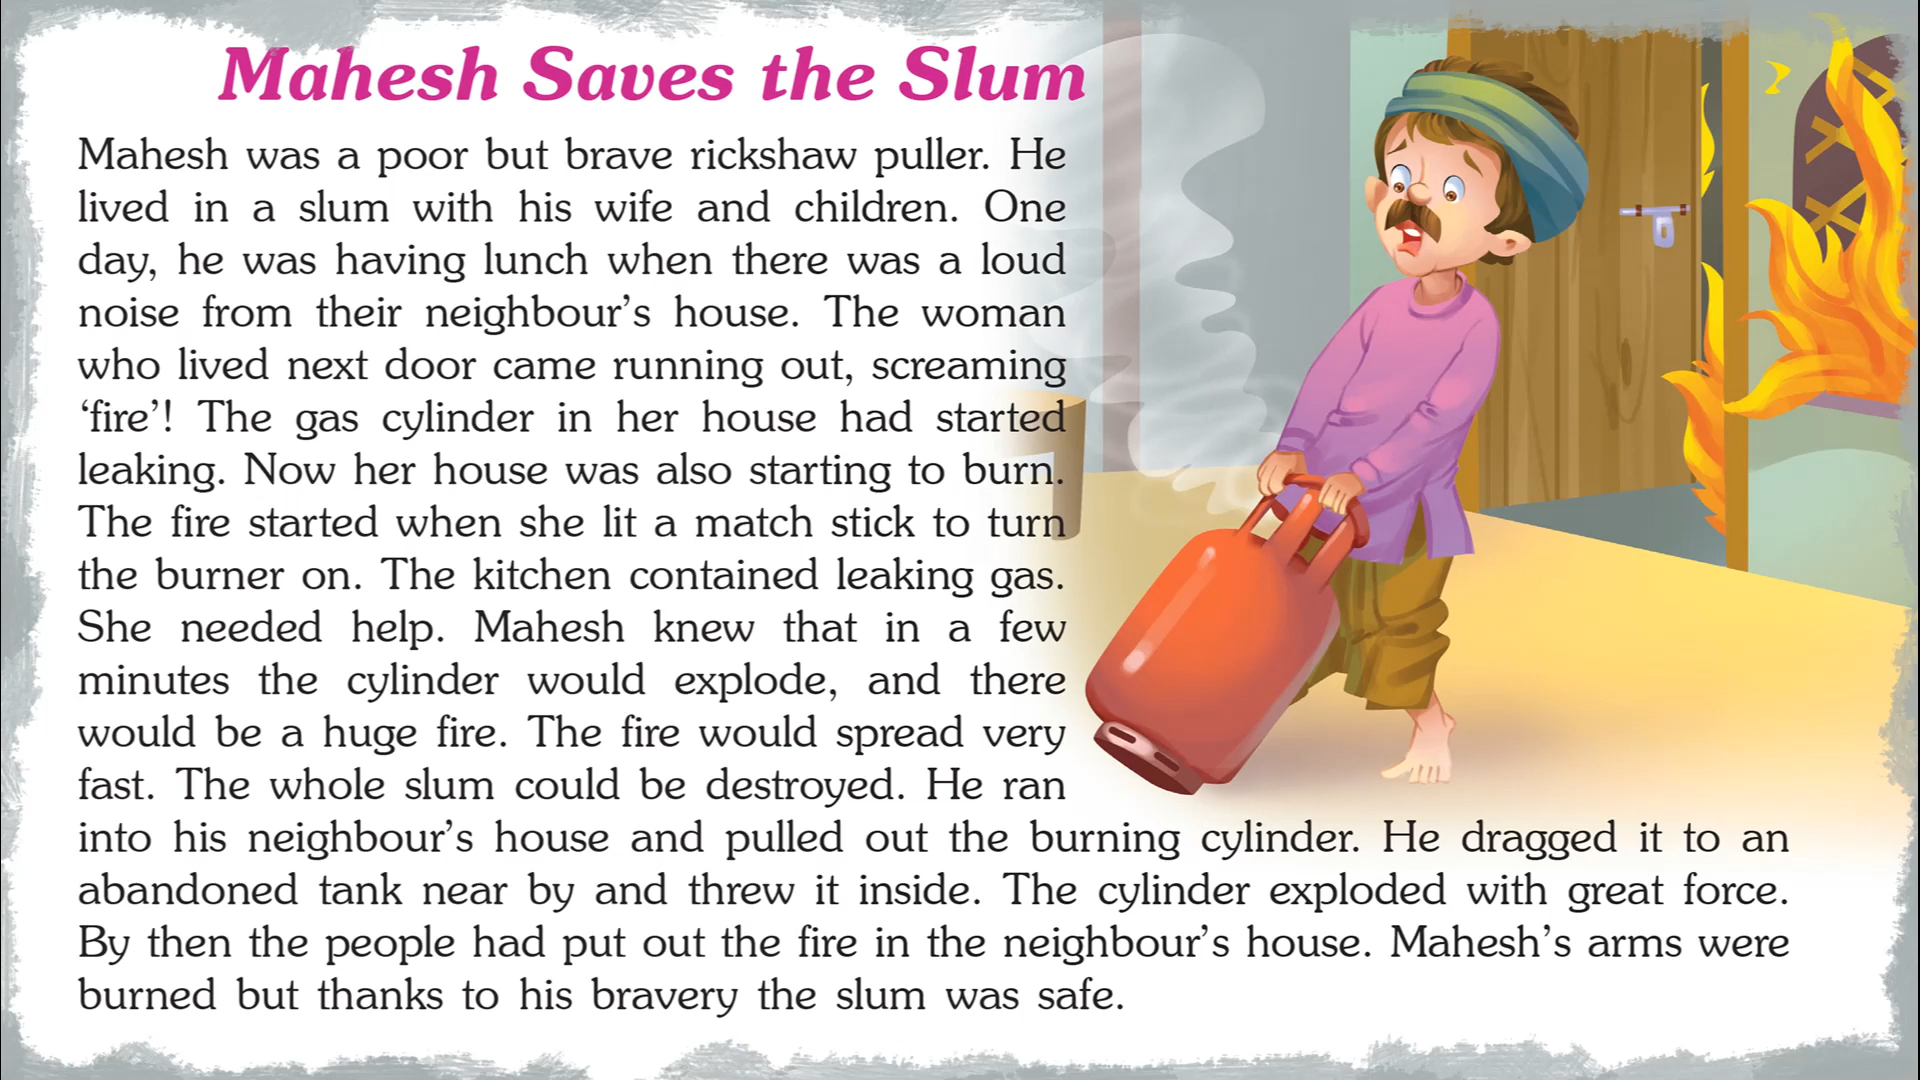 Mahesh Saves the Slum
Mahesh was a poor but brave rickshaw puller. He
lived in a slum with his wife and children. One
day, he was having lunch when there was a loud
noise from their neighbour’s house. The woman
who lived next door came running out, screaming
‘fire’! The gas cylinder in her house had started
leaking. Now her house was also starting to burn.
The fire started when she lit a match stick to turn
the burner on. The kitchen contained leaking gas.
She needed help. Mahesh knew that in a few
minutes the cylinder would explode, and there
would be a huge fire. The fire would spread very
fast. The whole slum could be destroyed. He ran
into his neighbour’s house and pulled out the burning cylinder. He dragged it to an
abandoned tank near by and threw it inside. The cylinder exploded with great force.
By then the people had put out the fire in the neighbour’s house. Mahesh’s arms were
burned but thanks to his bravery the slum was safe.